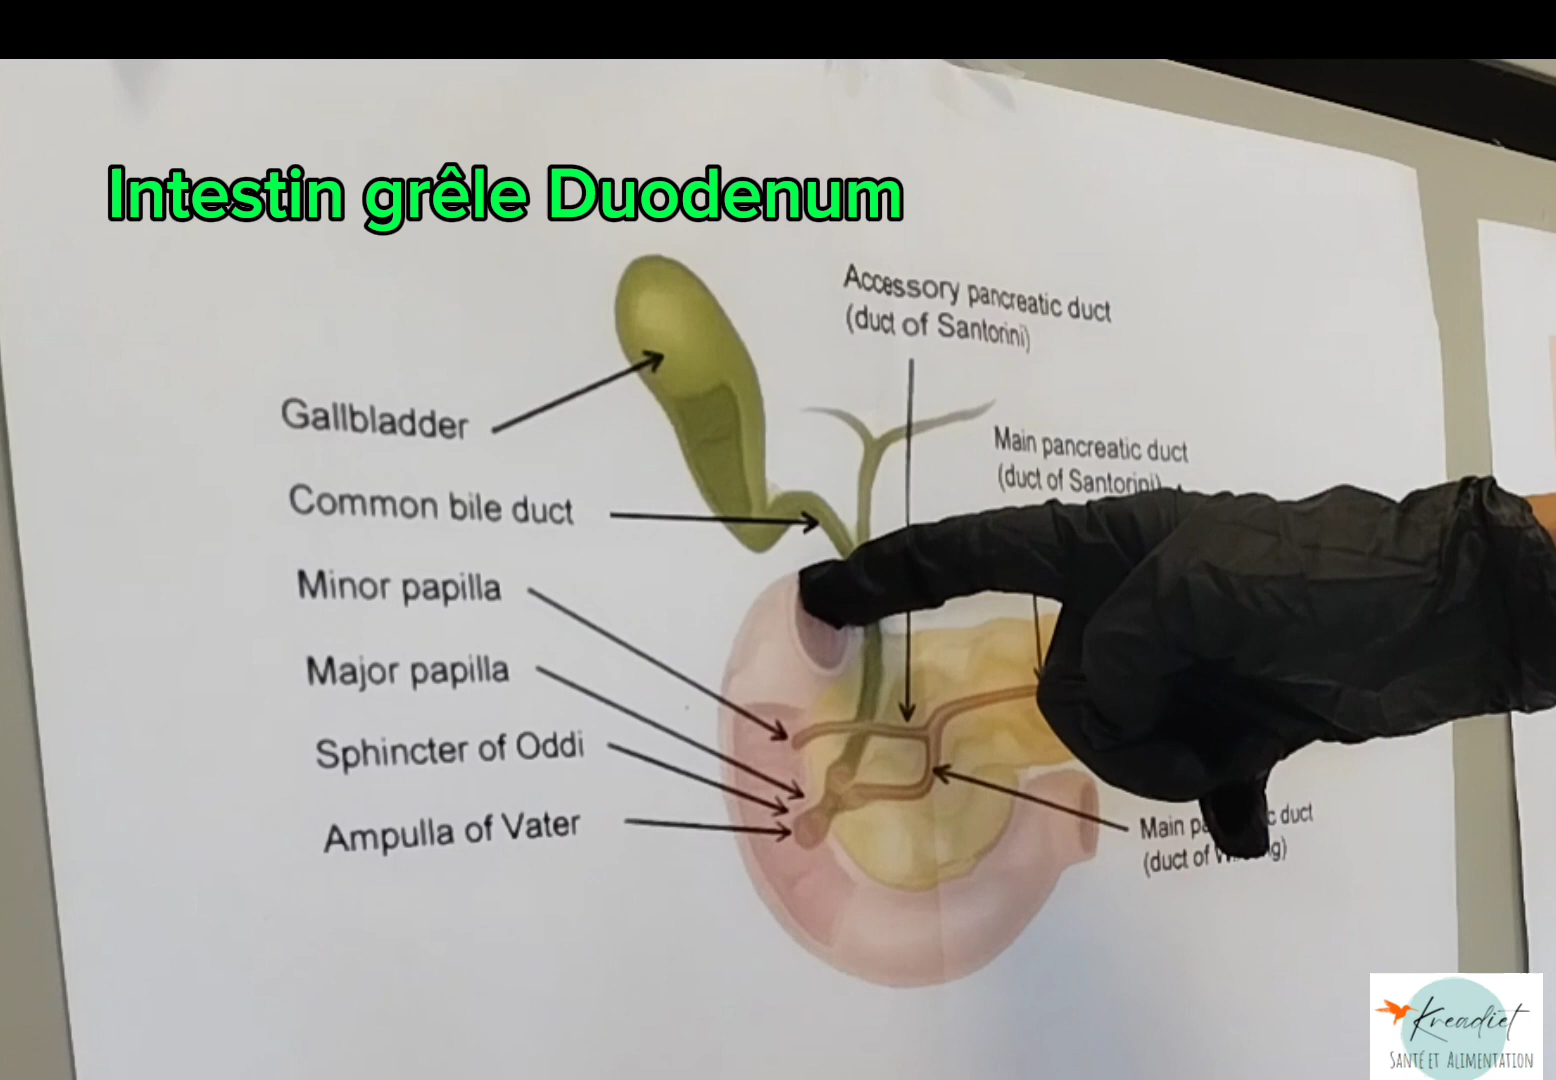 Intestin grêle Duodenum
Accessory pancreatic duct
(duct of Santorini)
Gallbladder
Main pancreatic duct
(duct of Santorini)
Common bile duct
Minor papilla
Major papilla
Sphincter of Oddi
Ampulla of Vater
Main duct
(duct of
Kreadiet
SANTÉ ET ALIMENTATION